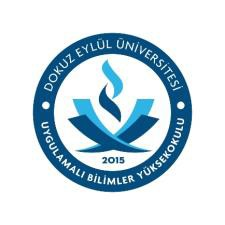 DOKUZ EYLÜL ÜNİVERSİTESİ
UYGULAMALI BİLİMLER YÜKSEKOKULU
2015